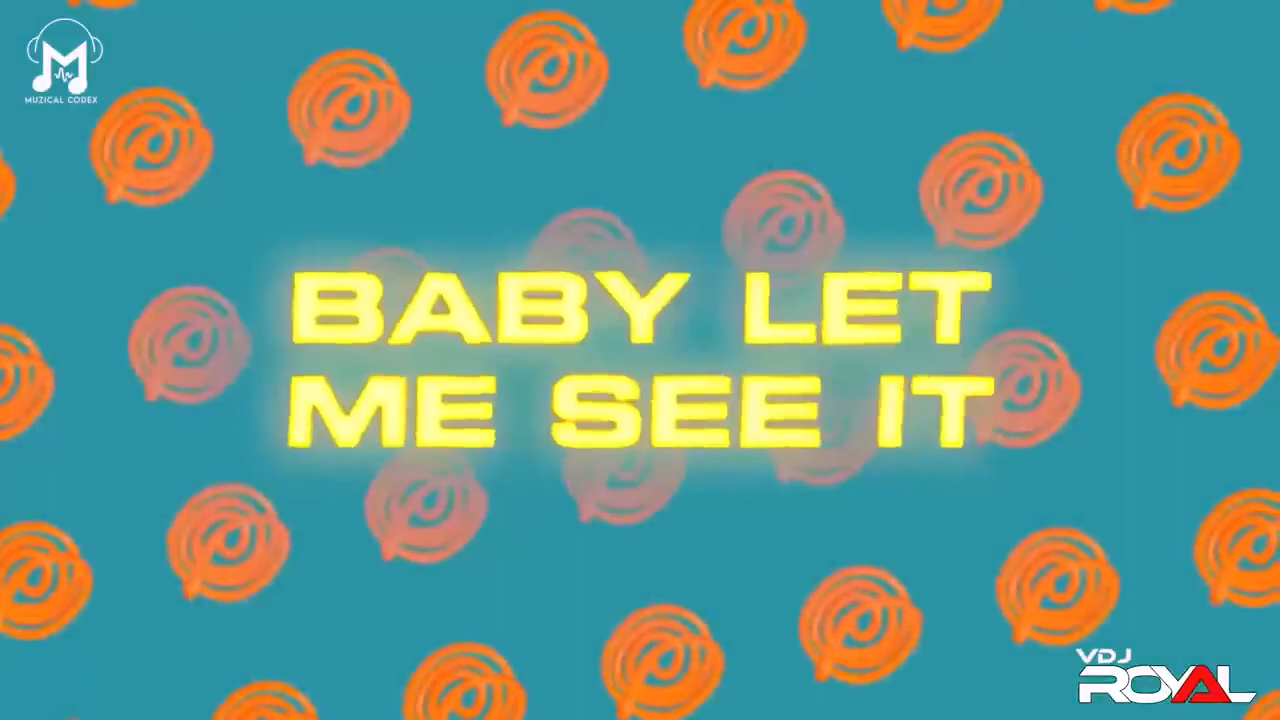 MUZICAL CODEX
BABY LET
ME SEE IT
VDJ
ROYAL